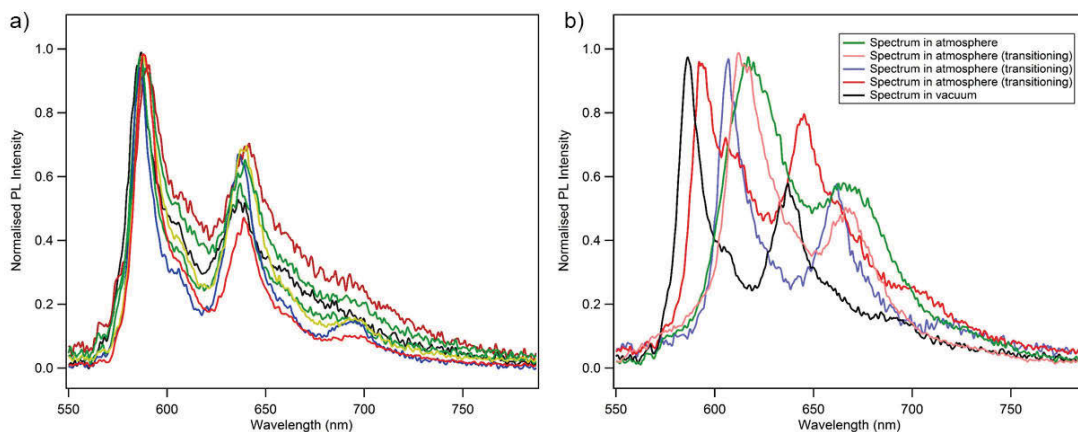 a)
1.0
0.8
0.6
0.4
0.2
0.0
Normalised PL Intensity
550
600
650
700
750
Wavelength (nm)
b)
1.0
0.8
0.6
0.4
0.2
0.0
Normalised PL Intensity
550
600
650
700
750
Wavelength (nm)
Spectrum in atmosphere
Spectrum in atmosphere (transitioning)
Spectrum in atmosphere (transitioning)
Spectrum in atmosphere (transitioning)
Spectrum in vacuum